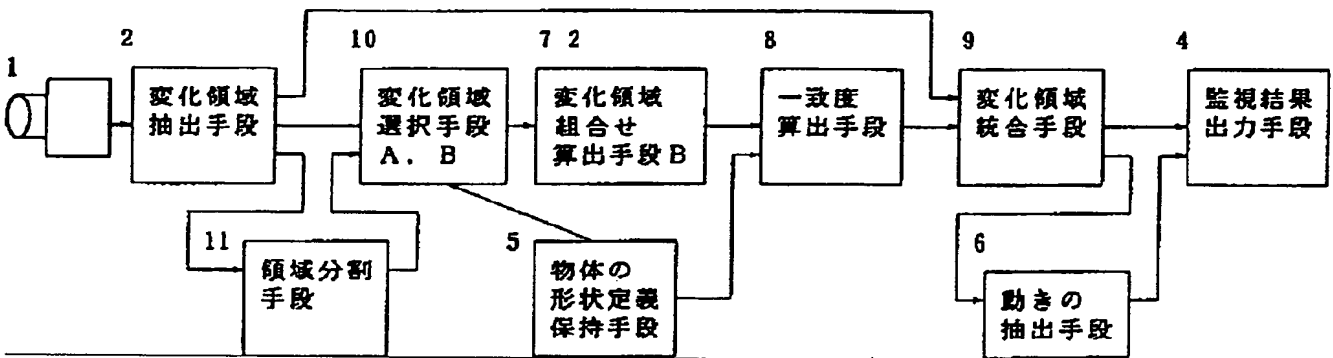 1
2
変化領域
抽出手段
10
変化領域
選択手段
A．B
7 2
変化領域
組合せ
算出手段B
8
一致度
算出手段
9
変化領域
統合手段
4
監視結果
出力手段
11
領域分割
手段
5
物体の
形状定義
保持手段
6
動きの
抽出手段